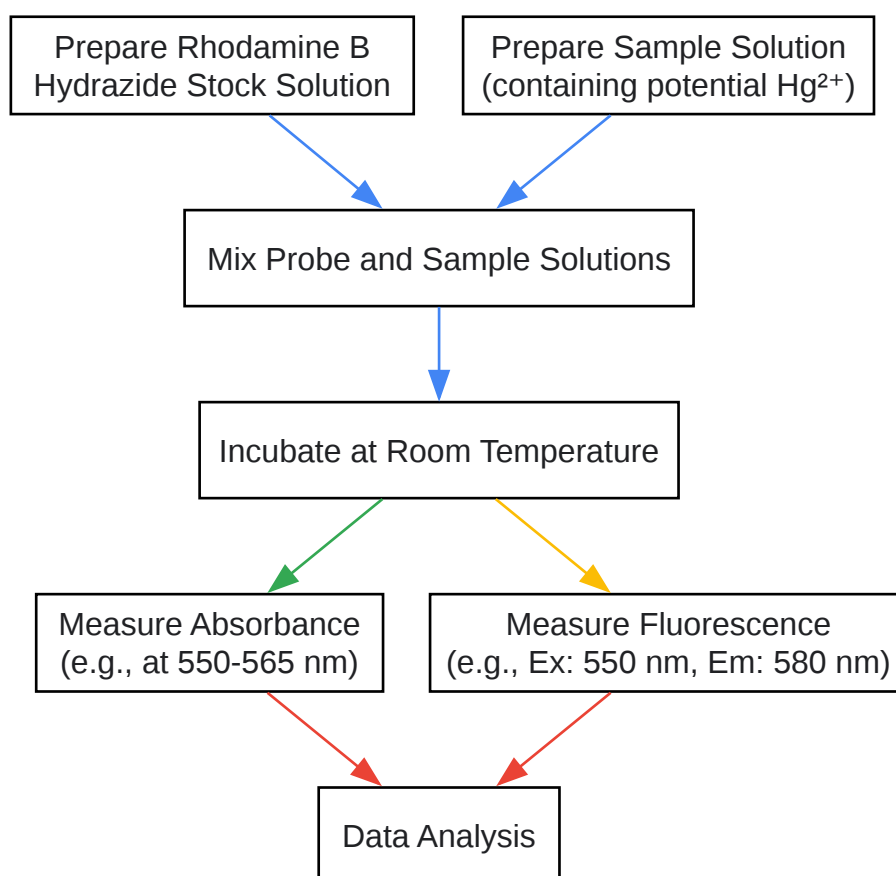 Prepare Rhodamine B
Hydrazide Stock Solution
Prepare Sample Solution
(containing potential Hg²⁺)
Mix Probe and Sample Solutions
Incubate at Room Temperature
Measure Absorbance
(e.g., at 550-565 nm)
Measure Fluorescence
(e.g., Ex: 550 nm, Em: 580 nm)
Data Analysis